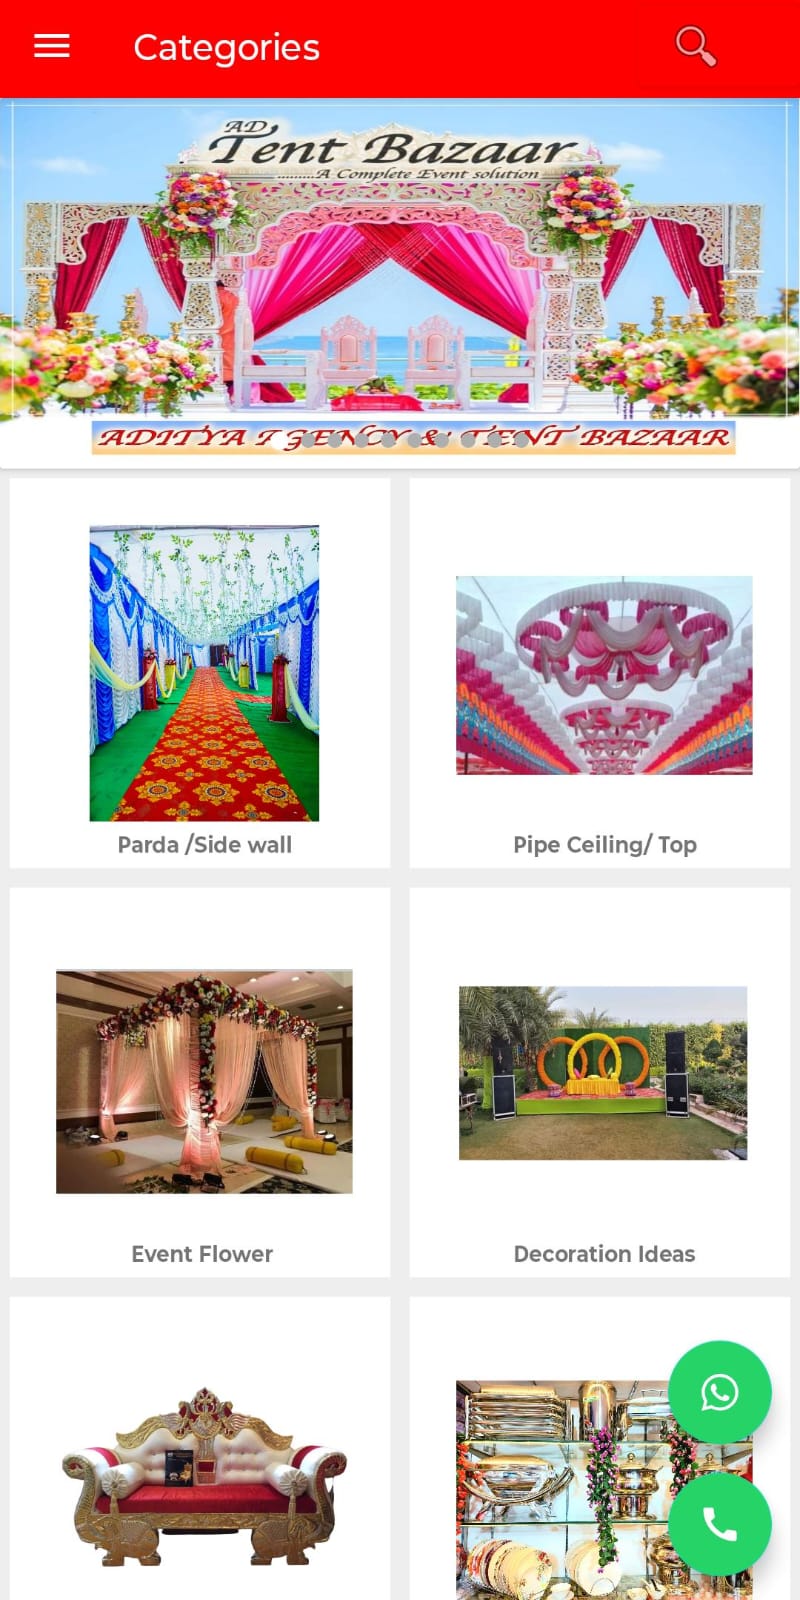 Categories
AD
Tent Bazaar
.........A Complete Event solution
ADITYA AGENCY & TENT BAZAAR
Parda /Side wall
Pipe Ceiling/ Top
Event Flower
Decoration Ideas